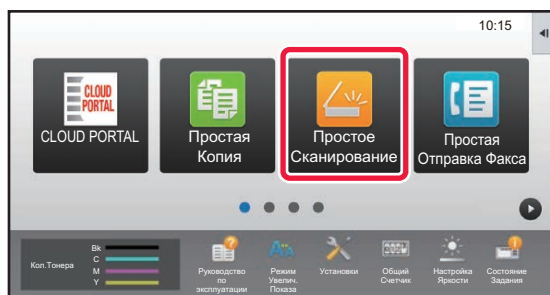 10:15
CLOUD
PORTAL
CLOUD PORTAL
Простая
Копия
Простое
Сканирование
Простая
Отправка Факса
Кол.Тонера
Bk
C
M
Y
Руководство
по
эксплуатации
Режим
Увелич.
Показа
Установки
Общий
Счетчик
Настройка
Яркости
Состояние
Задания